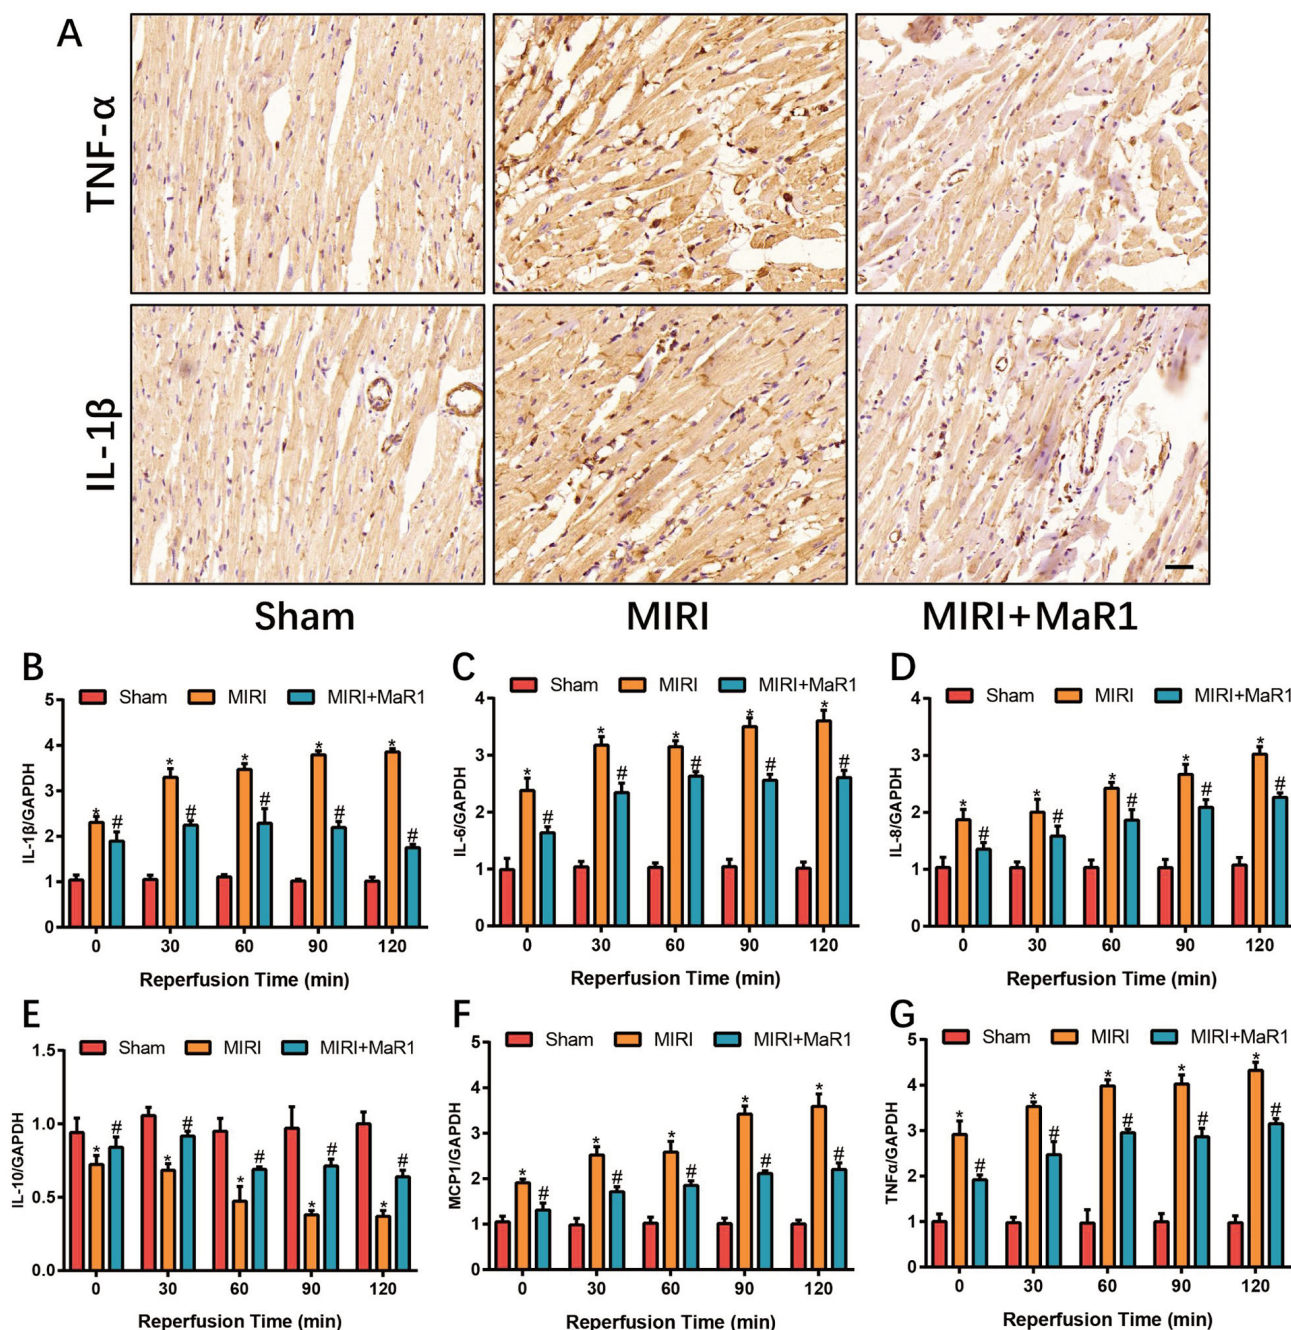 A
TNF-α
IL-1β
Sham MIRI MIRI+MaR1
B
Sham MIRI MIRI+MaR1
IL-1β/GAPDH
5
4
3
2
1
0
0 30 60 90 120
* # * # * # * # * #
Reperfusion Time (min)
C
Sham MIRI MIRI+MaR1
IL-6/GAPDH
4
3
2
1
0
0 30 60 90 120
* # * # * # * # * #
Reperfusion Time (min)
D
Sham MIRI MIRI+MaR1
IL-8/GAPDH
4
3
2
1
0
0 30 60 90 120
* # * # * # * # * #
Reperfusion Time (min)
E
Sham MIRI MIRI+MaR1
IL-10/GAPDH
1.5
1.0
0.5
0.0
0 30 60 90 120
* # * # * # * # * #
Reperfusion Time (min)
F
Sham MIRI MIRI+MaR1
MCP1/GAPDH
5
4
3
2
1
0
0 30 60 90 120
* # * # * # * # * #
Reperfusion Time (min)
G
Sham MIRI MIRI+MaR1
TNFα/GAPDH
5
4
3
2
1
0
0 30 60 90 120
* # * # * # * # * #
Reperfusion Time (min)